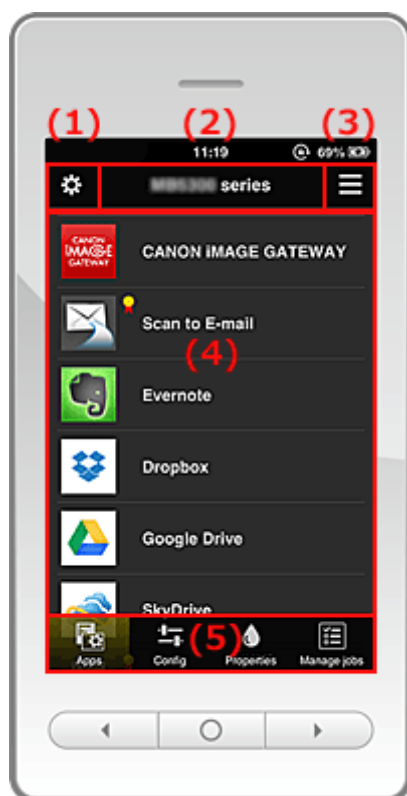 (1) (2) (3)
11:19 69%
series
CANON iMAGE GATEWAY
CANON
IMAGE
GATEWAY
Scan to E-mail
(4)
Evernote
Dropbox
Google Drive
SkyDrive
(5)
Apps Config Properties Manage jobs